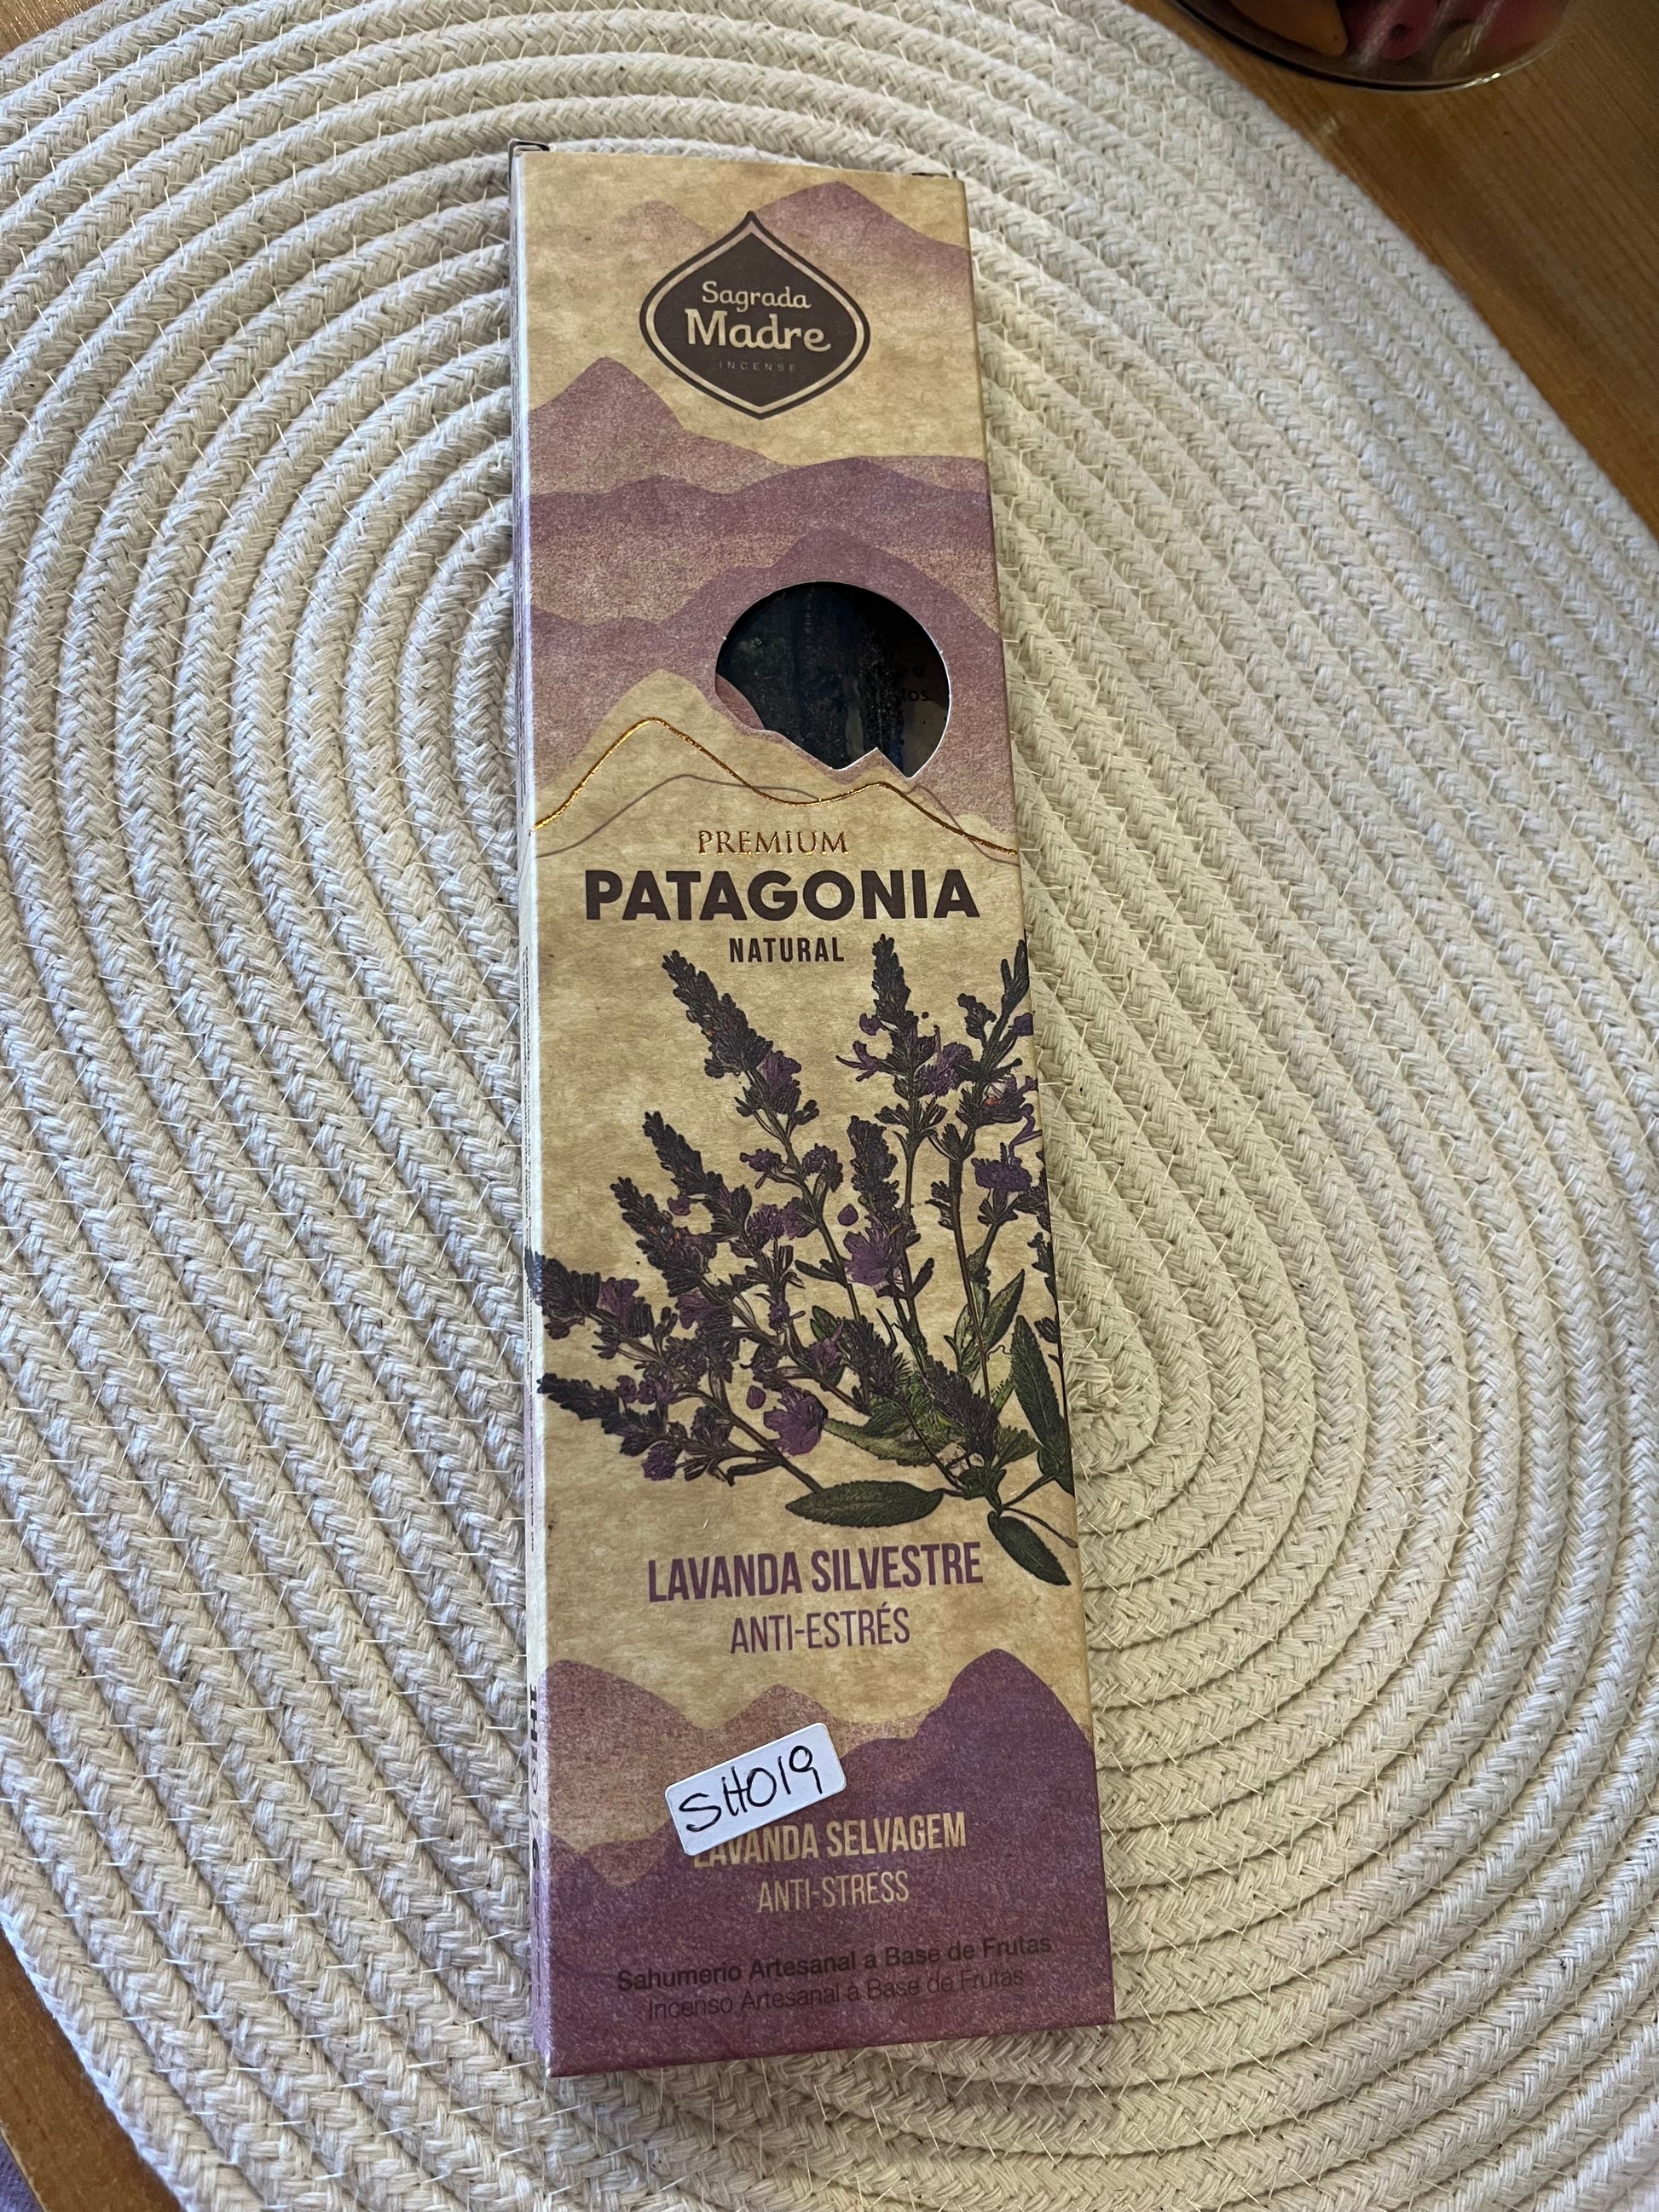 Sagrada
Madre
INCENSE
PREMIUM
PATAGONIA
NATURAL
LAVANDA SILVESTRE
ANTI-ESTRÉS
SH019
LAVANDA SELVAGEM
ANTI-STRESS
Sahumerio Artesanal a Base de Frutas
Incenso Artesanal à Base de Frutas